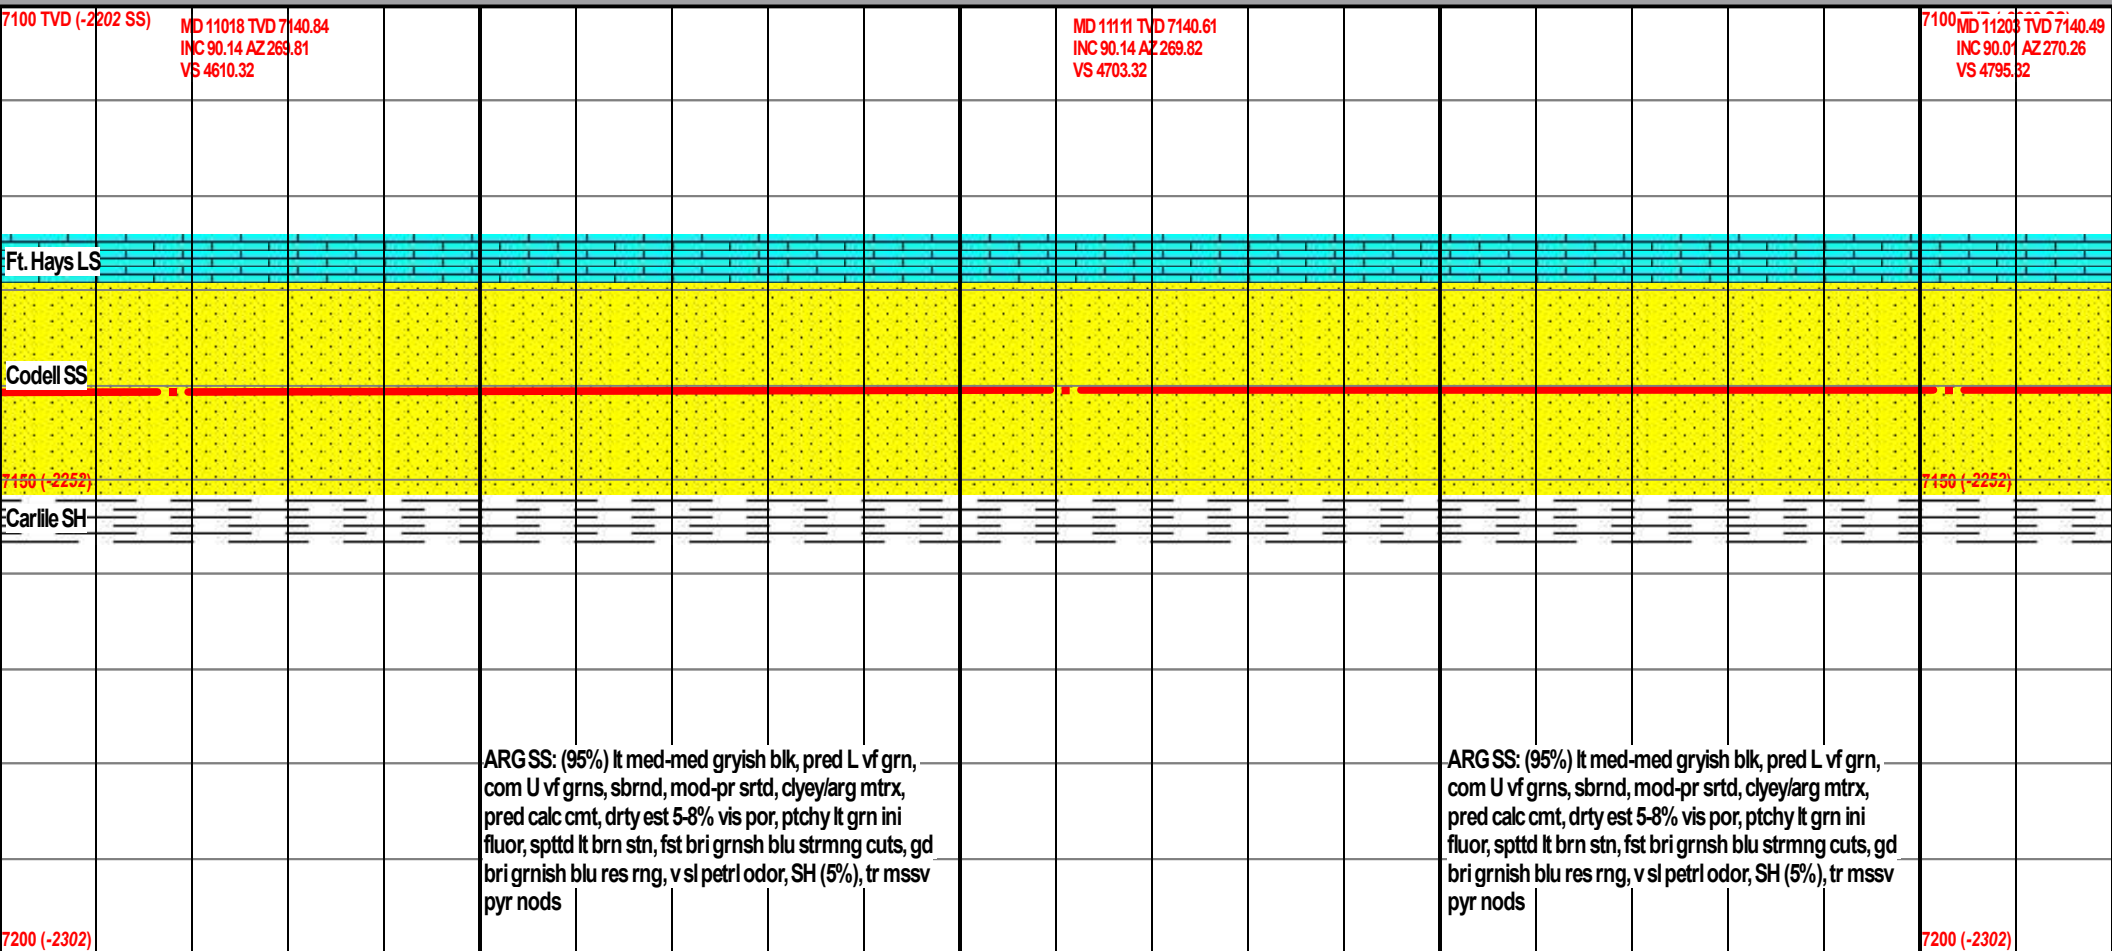 7100 TVD (-2202 SS)
MD 11018 TVD 7140.84
INC 90.14 AZ 269.81
VS 4610.32
MD 11111 TVD 7140.61
INC 90.14 AZ 269.82
VS 4703.32
7100
MD 11203 TVD 7140.49
INC 90.01 AZ 270.26
VS 4795.32
Ft. Hays LS
Codell SS
7150 (-2252)
7150 (-2252)
Carlile SH
ARG SS: (95%) lt med-med gryish blk, pred L vf grn,
com U vf grns, sbrnd, mod-pr srtd, clyey/arg mtrx,
pred calc cmt, drty est 5-8% vis por, ptchy lt grn ini
fluor, spttd lt brn stn, fst bri grnsh blu strmng cuts, gd
bri grnish blu res rng, v sl petrl odor, SH (5%), tr mssv
pyr nods
ARG SS: (95%) lt med-med gryish blk, pred L vf grn,
com U vf grns, sbrnd, mod-pr srtd, clyey/arg mtrx,
pred calc cmt, drty est 5-8% vis por, ptchy lt grn ini
fluor, spttd lt brn stn, fst bri grnsh blu strmng cuts, gd
bri grnish blu res rng, v sl petrl odor, SH (5%), tr mssv
pyr nods
7200 (-2302)
7200 (-2302)